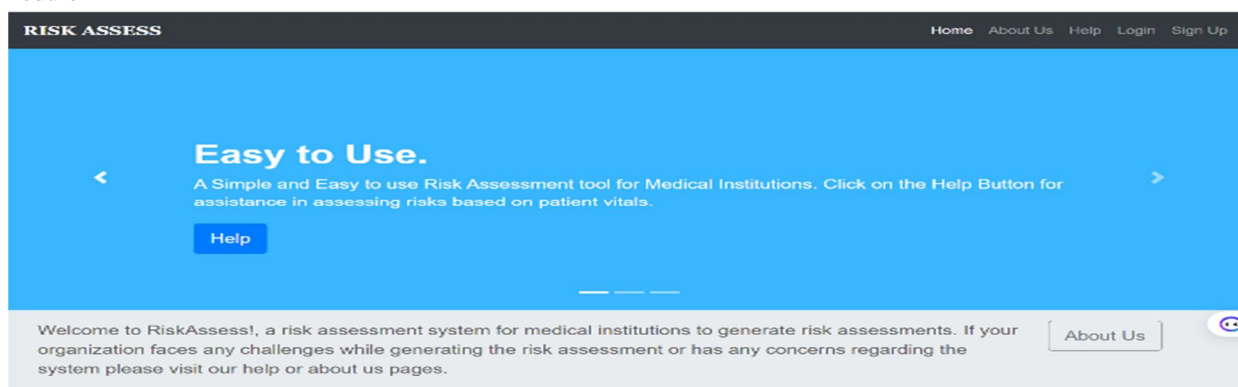 RISK ASSESS
Home About Us Help Login Sign Up
Easy to Use.
A Simple and Easy to use Risk Assessment tool for Medical Institutions. Click on the Help Button for
assistance in assessing risks based on patient vitals.
Help
Welcome to RiskAssess!, a risk assessment system for medical institutions to generate risk assessments. If your
organization faces any challenges while generating the risk assessment or has any concerns regarding the
system please visit our help or about us pages.
About Us